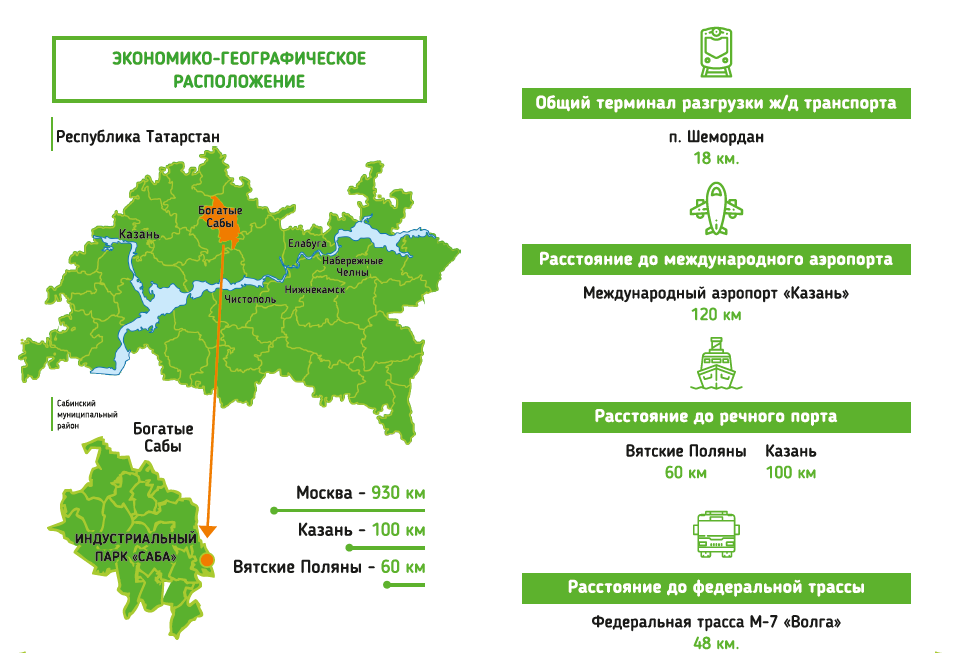 ЭКОНОМИКО-ГЕОГРАФИЧЕСКОЕ
РАСПОЛОЖЕНИЕ
Республика Татарстан
Богатые
Сабы
Казань
Елабуга
Набережные
Челны
Нижнекамск
Чистополь
Сабинский
муниципальный
район
Богатые
Сабы
ИНДУСТРИАЛЬНЫЙ
ПАРК «САБА»
Москва - 930 км
Казань - 100 км
Вятские Поляны - 60 км
Общий терминал разгрузки ж/д транспорта
п. Шемордан
18 км.
Расстояние до международного аэропорта
Международный аэропорт «Казань»
120 км
Расстояние до речного порта
Вятские Поляны Казань
60 км 100 км
Расстояние до федеральной трассы
Федеральная трасса М-7 «Волга»
48 км.